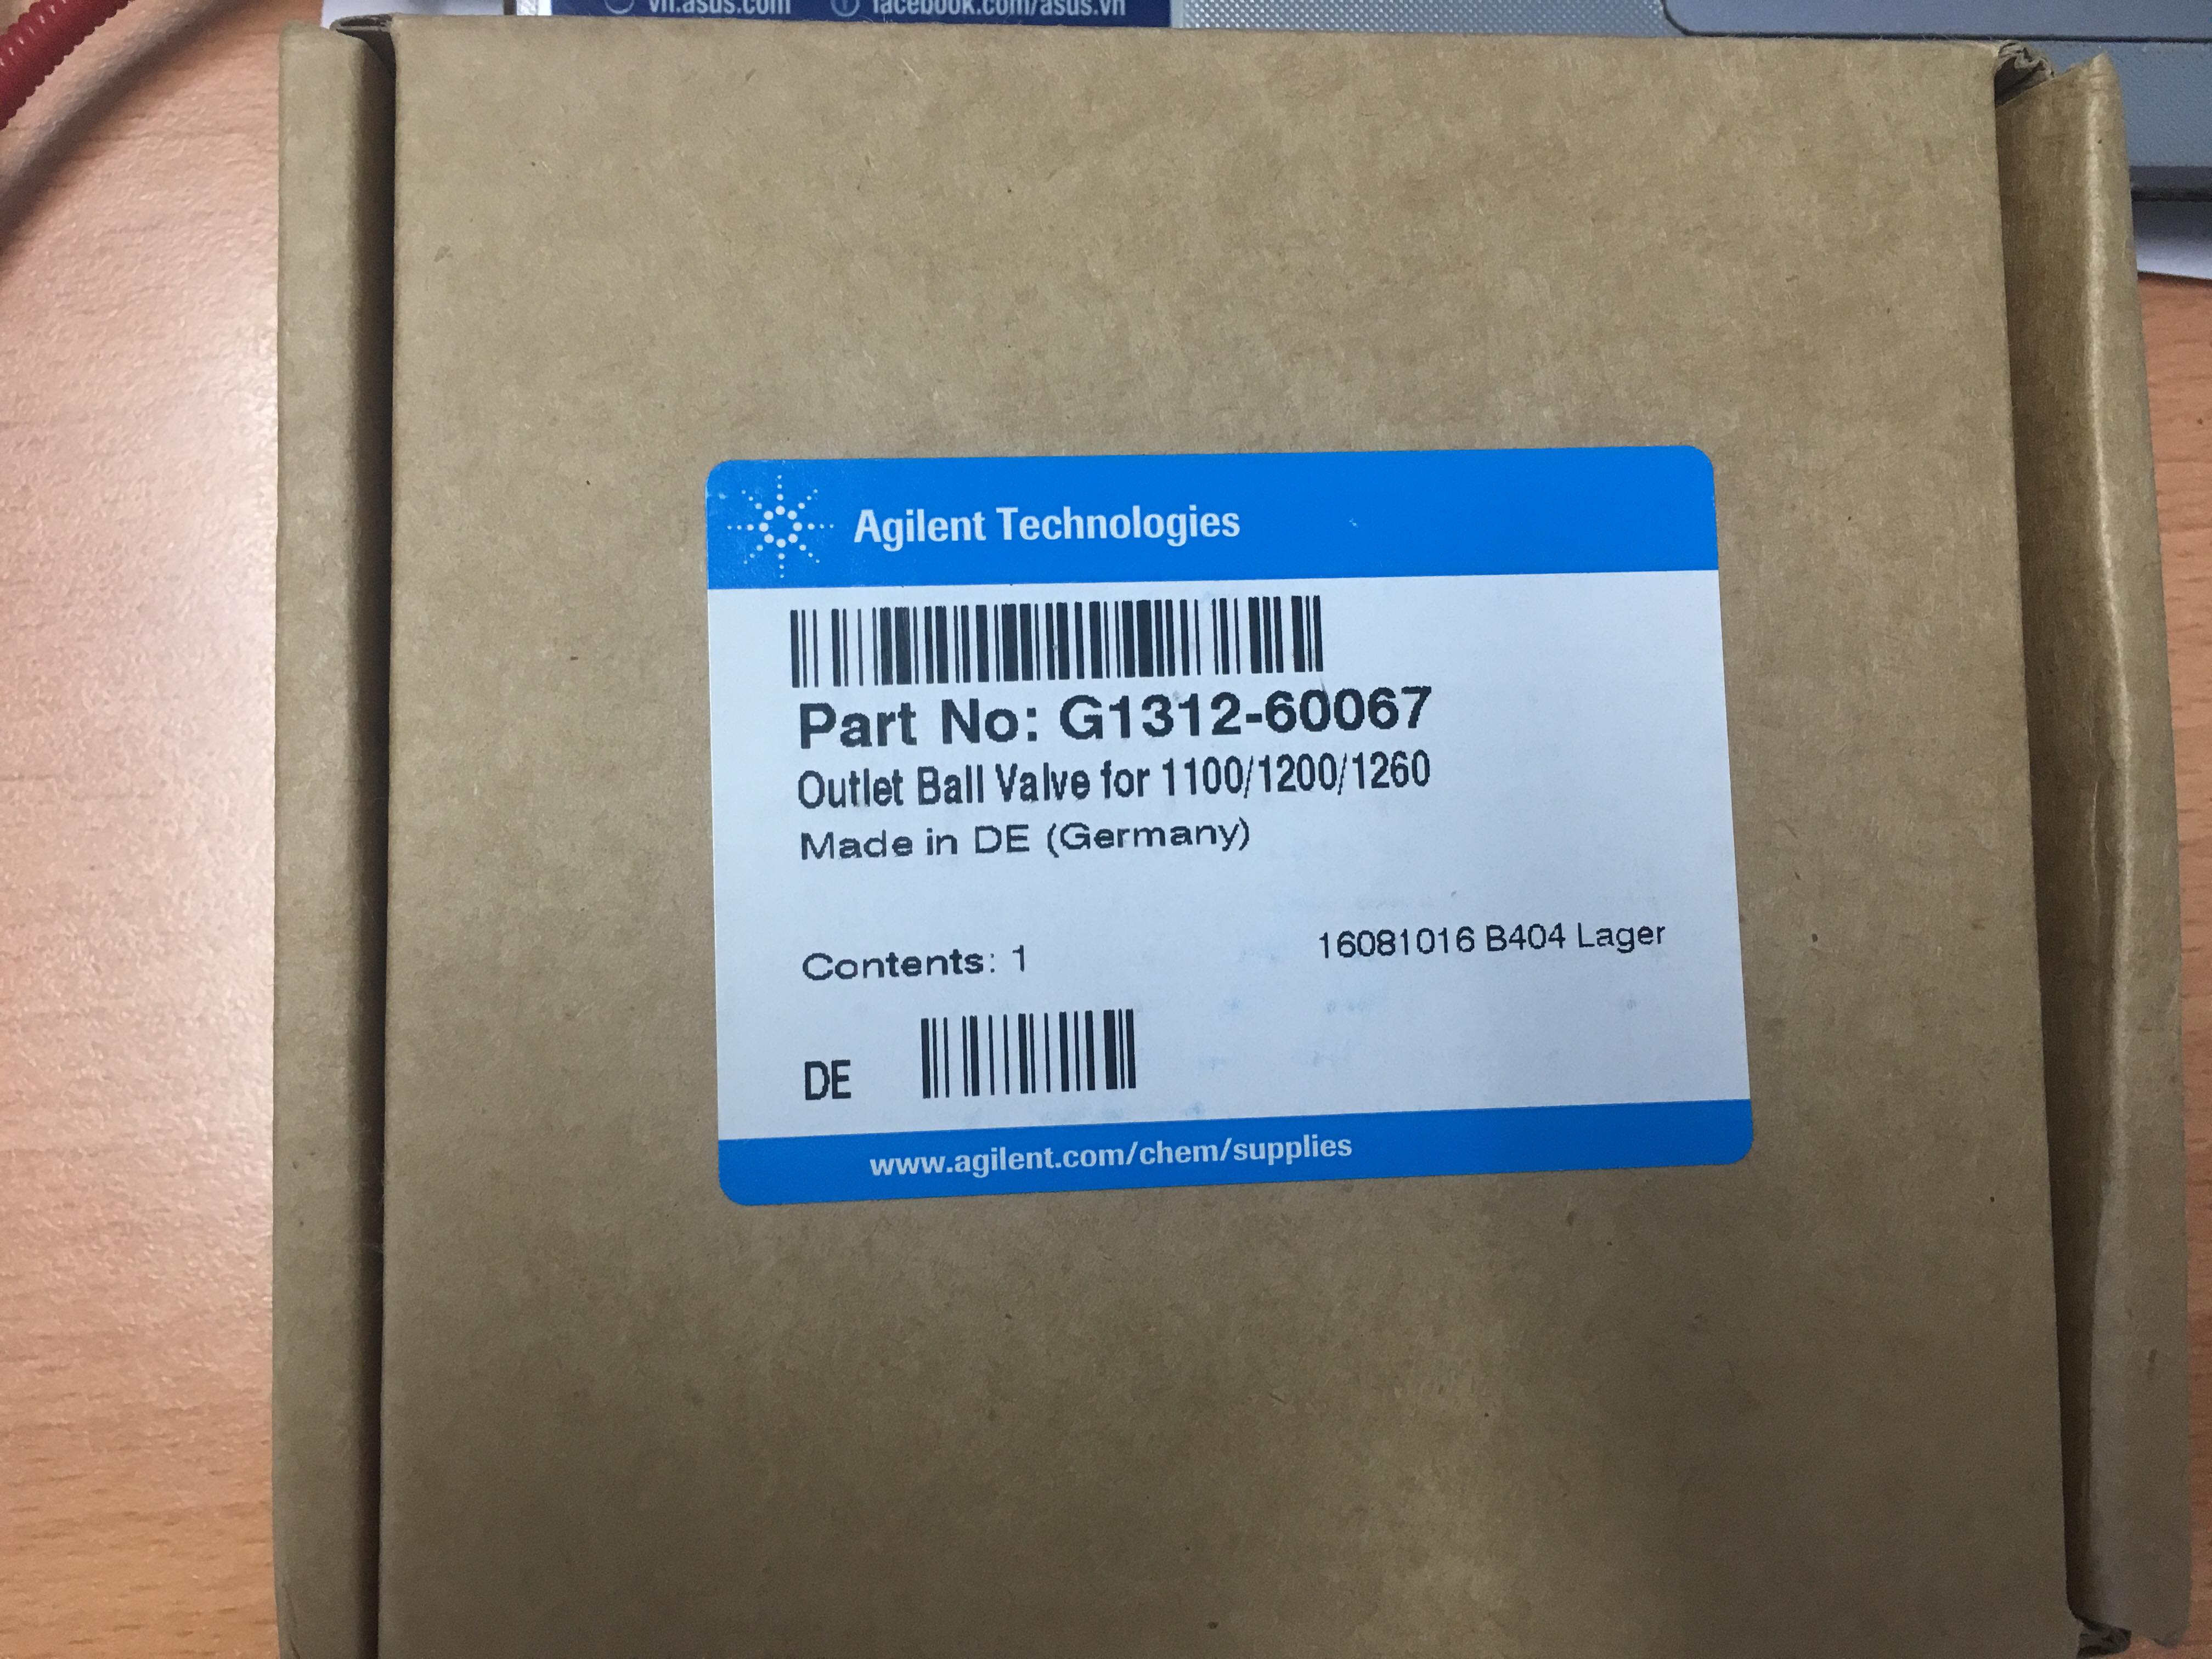 vn.asus.com facebook.com/asus.vn
Agilent Technologies
Part No: G1312-60067
Outlet Ball Valve for 1100/1200/1260
Made in DE (Germany)
Contents: 1
16081016 B404 Lager
DE
www.agilent.com/chem/supplies